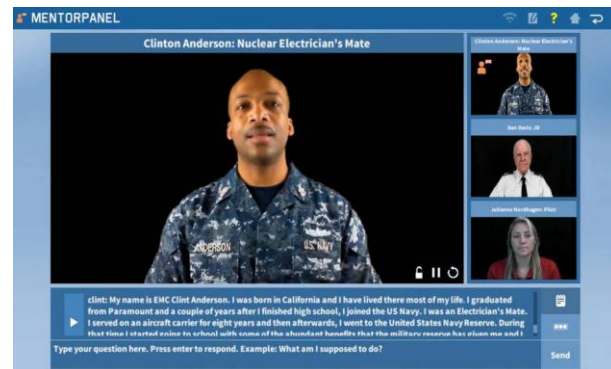 MENTORPANEL
?
Clinton Anderson: Nuclear Electrician's Mate
Clinton Anderson: Nuclear Electrician's
Mate
ANDERSON
U.S. NAVY
Dan Davis: JD
Julianne Nordhagen: Pilot
clint: My name is EMC Clint Anderson. I was born in California and I have lived there most of my life. I graduated
from Paramount and a couple of years after I finished high school, I joined the US Navy. I was an Electrician's Mate.
I served on an aircraft carrier for eight years and then afterwards, I went to the United States Navy Reserve. During
that time I started going to school with some of the abundant benefits that the military reserve has given me and I
Type your question here. Press enter to respond. Example: What am I supposed to do?
Send